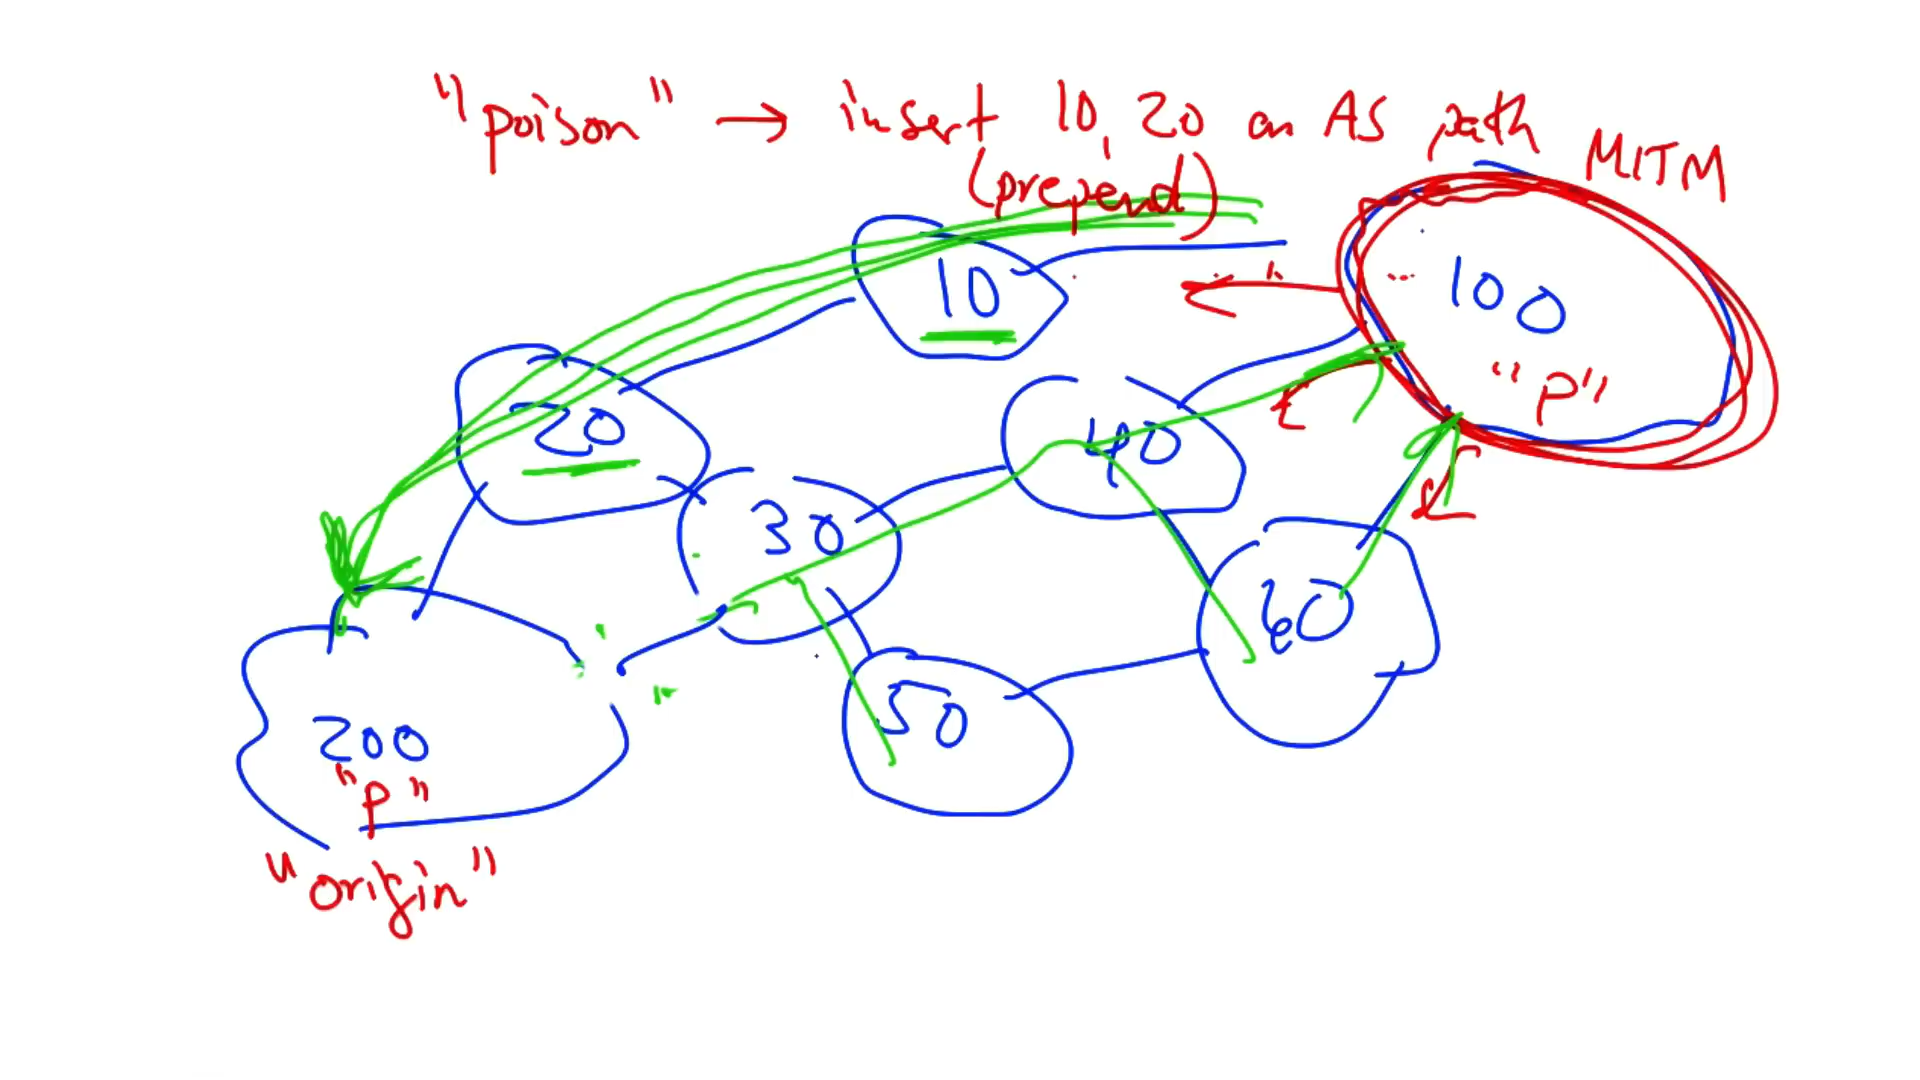 "poison" → insert 10, 20 on AS path
(prepend)
MITM
10
100
"P"
20
40
30
60
50
200
"P"
"origin"